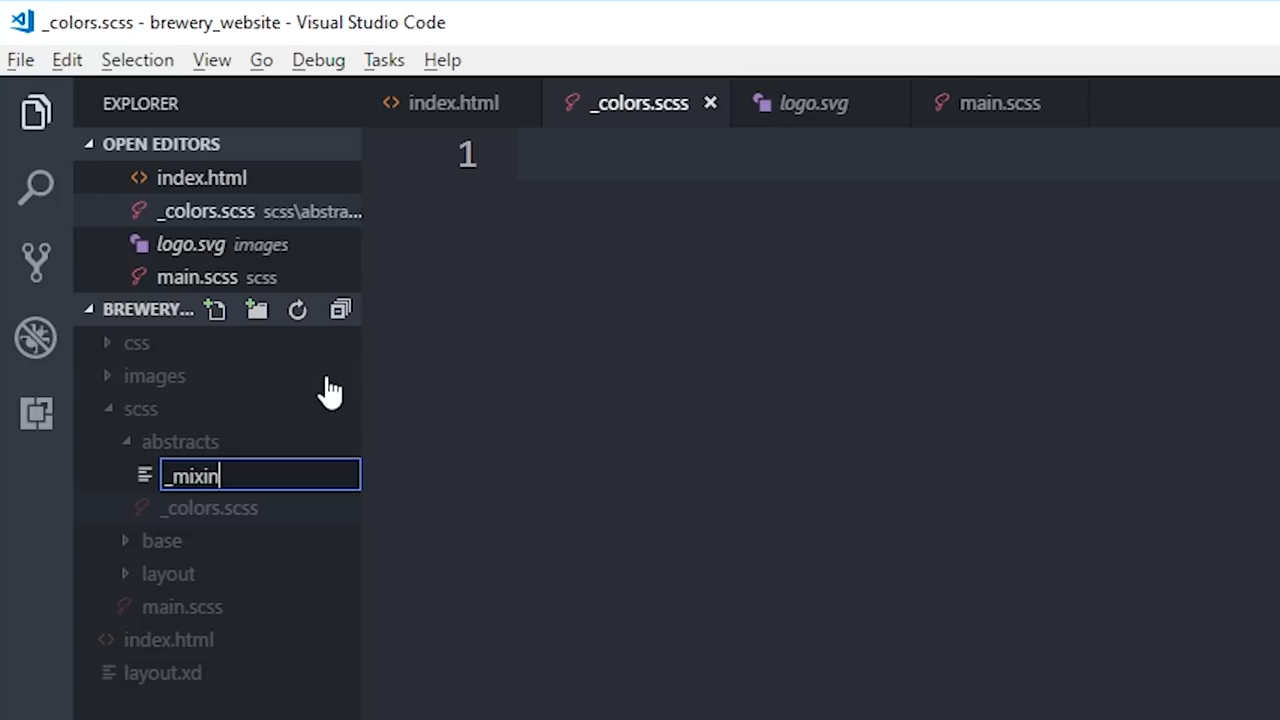 _colors.scss - brewery_website - Visual Studio Code
File Edit Selection View Go Debug Tasks Help
EXPLORER
index.html
_colors.scss ×
logo.svg
main.scss
OPEN EDITORS
index.html
_colors.scss scss\abstra...
logo.svg images
main.scss scss
BREWERY...
css
images
scss
abstracts
_mixin
_colors.scss
base
layout
main.scss
index.html
layout.xd
1